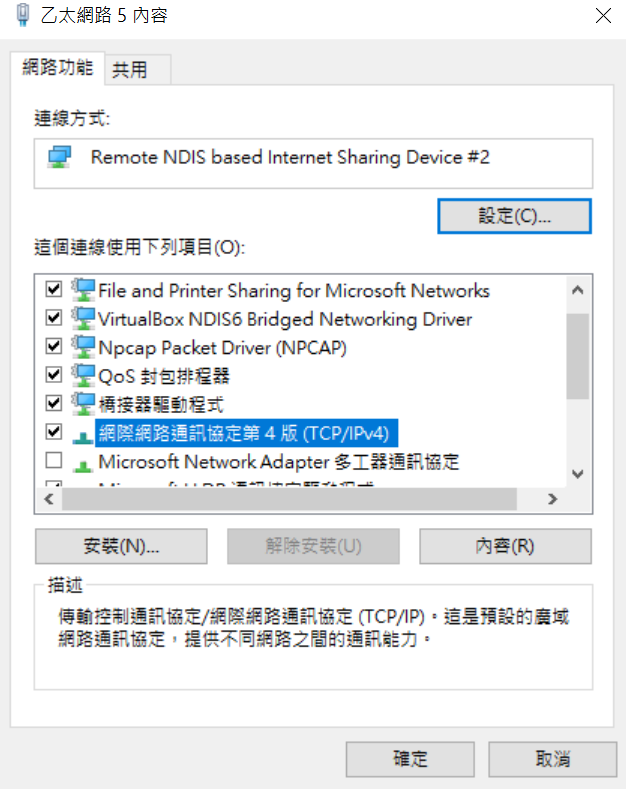 乙太網路 5 內容
網路功能
共用
連線方式:
Remote NDIS based Internet Sharing Device #2
設定(C)...
這個連線使用下列項目(O):
File and Printer Sharing for Microsoft Networks
VirtualBox NDIS6 Bridged Networking Driver
Npcap Packet Driver (NPCAP)
QoS 封包排程器
橋接器驅動程式
網際網路通訊協定第 4 版 (TCP/IPv4)
Microsoft Network Adapter 多工器通訊協定
安裝(N)...
解除安裝(U)
內容(R)
描述
傳輸控制通訊協定/網際網路通訊協定 (TCP/IP)。這是預設的廣域
網路通訊協定，提供不同網路之間的通訊能力。
確定
取消